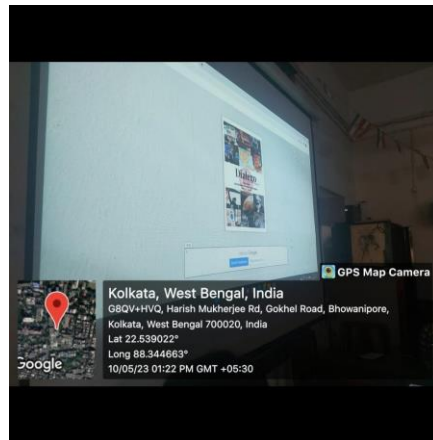 Dialogo
GPS Map Camera
Kolkata, West Bengal, India
G8QV+HVQ, Harish Mukherjee Rd, Gokhel Road, Bhowanipore,
Kolkata, West Bengal 700020, India
Lat 22.539022°
Long 88.344663°
10/05/23 01:22 PM GMT +05:30
Google